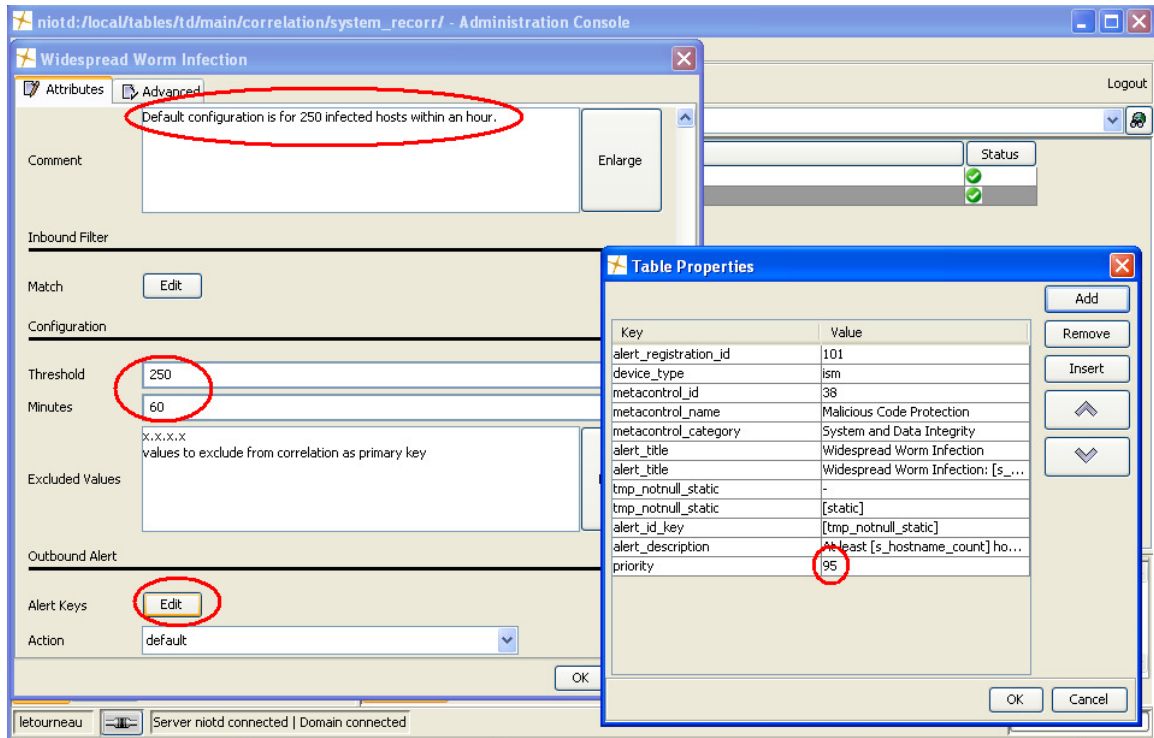 niotd:/local/tables/td/main/correlation/system_recorr/ - Administration Console
Widespread Worm Infection
Attributes
Advanced
Logout
Default configuration is for 250 infected hosts within an hour.
Comment
Enlarge
Status
Inbound Filter
Match
Edit
Configuration
Threshold
250
Minutes
60
Excluded Values
x.x.x.x
values to exclude from correlation as primary key
Outbound Alert
Alert Keys
Edit
Action
default
OK
Table Properties
Add
Remove
Insert
Key Value
alert_registration_id 101
device_type ism
metacontrol_id 38
metacontrol_name Malicious Code Protection
metacontrol_category System and Data Integrity
alert_title Widespread Worm Infection
alert_title Widespread Worm Infection: [s_...
tmp_notnull_static -
tmp_notnull_static [static]
alert_id_key [tmp_notnull_static]
alert_description At least [s_hostname_count] ho...
priority 95
OK
Cancel
letourneau
Server niotd connected | Domain connected